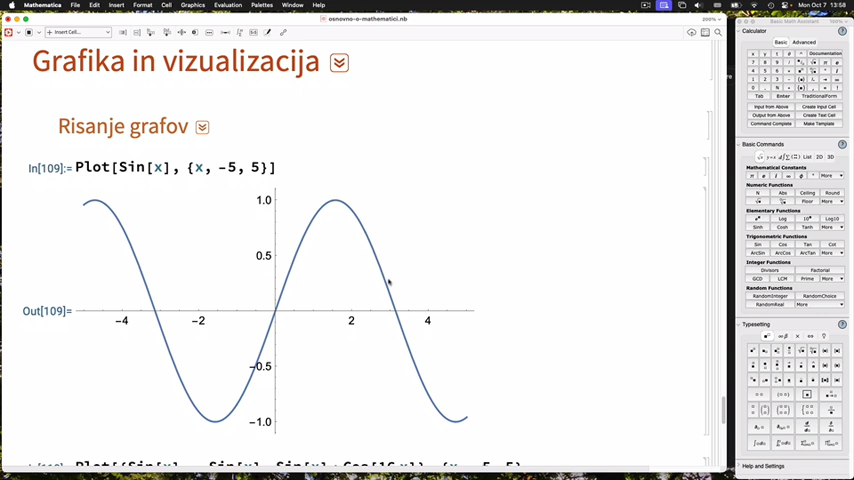 Mathematica File Edit Insert Format Cell Graphics Evaluation Palettes Window Help
Mon Oct 7 13:58
osnovno-o-mathematici.nb
200%
Insert Cell...
Grafika in vizualizacija
Risanje grafov
In[109]:= Plot[Sin[x], {x, -5, 5}]
1.0
0.5
Out[109]=
-4 -2 2 4
-0.5
-1.0
Basic Math Assistant
Calculator
Basic Advanced
Documentation
Tab Enter TraditionalForm
Input from Above Create Input Cell
Output from Above Create Text Cell
Command Complete Make Template
Basic Commands
List 2D 3D
Mathematical Constants
More
Numeric Functions
N Abs Ceiling Round
Floor More
Elementary Functions
Log Log10
Sinh Cosh Tanh More
Trigonometric Functions
Sin Cos Tan Cot
ArcSin ArcCos ArcTan More
Integer Functions
Divisors Factorial
GCD LCM Prime More
Random Functions
RandomInteger RandomChoice
RandomReal More
Typesetting
Help and Settings